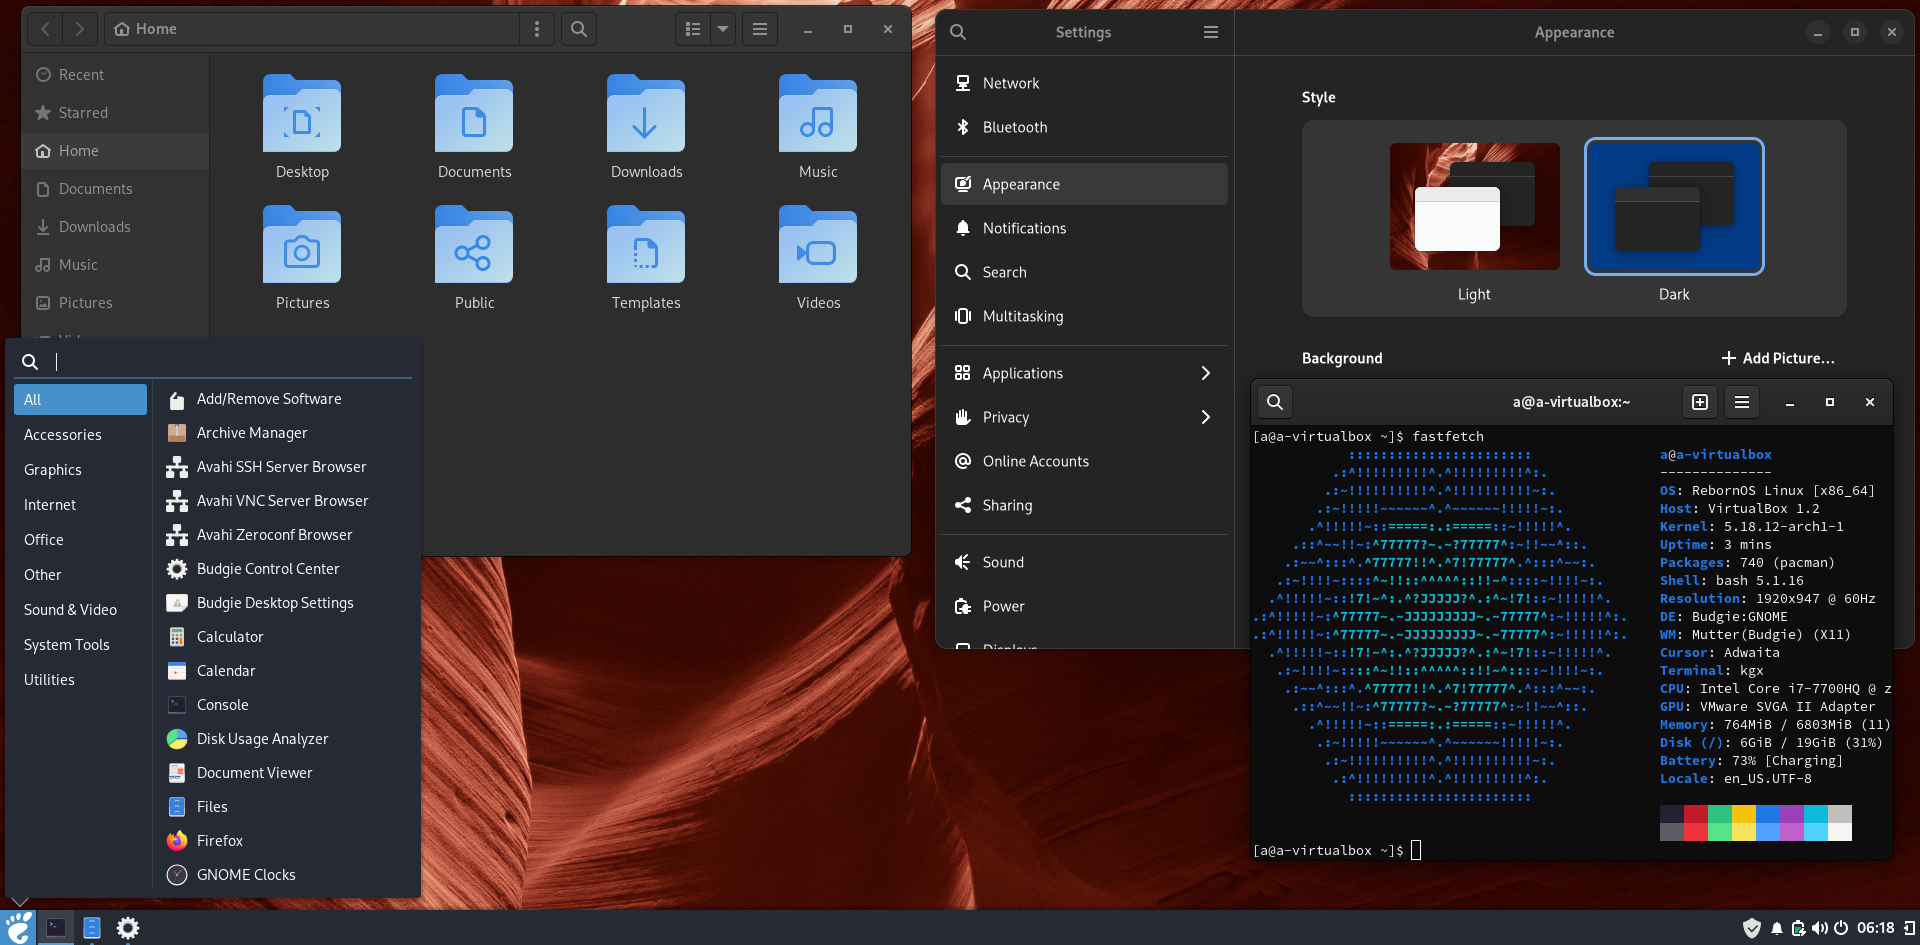 Home
Recent
Starred
Home
Documents
Downloads
Music
Pictures
Desktop
Documents
Downloads
Music
Pictures
Public
Templates
Videos
Settings
Network
Bluetooth
Appearance
Notifications
Search
Multitasking
Applications
Privacy
Online Accounts
Sharing
Sound
Power
Displays
Appearance
Style
Light
Dark
Background
Add Picture...
All
Accessories
Graphics
Internet
Office
Other
Sound & Video
System Tools
Utilities
Add/Remove Software
Archive Manager
Avahi SSH Server Browser
Avahi VNC Server Browser
Avahi Zeroconf Browser
Budgie Control Center
Budgie Desktop Settings
Calculator
Calendar
Console
Disk Usage Analyzer
Document Viewer
Files
Firefox
GNOME Clocks
a@a-virtualbox:~
[a@a-virtualbox ~]$ fastfetch
a@a-virtualbox
--------------
OS: RebornOS Linux [x86_64]
Host: VirtualBox 1.2
Kernel: 5.18.12-arch1-1
Uptime: 3 mins
Packages: 740 (pacman)
Shell: bash 5.1.16
Resolution: 1920x947 @ 60Hz
DE: Budgie:GNOME
WM: Mutter(Budgie) (X11)
Cursor: Adwaita
Terminal: kgx
CPU: Intel Core i7-7700HQ @ 2
GPU: VMware SVGA II Adapter
Memory: 764MiB / 6803MiB (11)
Disk (/): 6GiB / 19GiB (31%)
Battery: 73% [Charging]
Locale: en_US.UTF-8
[a@a-virtualbox ~]$
06:18